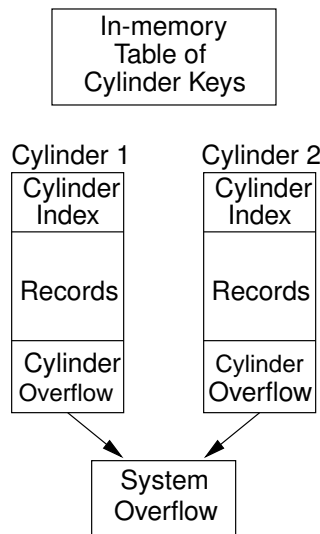 In-memory
Table of
Cylinder Keys
Cylinder 1
Cylinder
Index
Records
Cylinder
Overflow
Cylinder 2
Cylinder
Index
Records
Cylinder
Overflow
System
Overflow